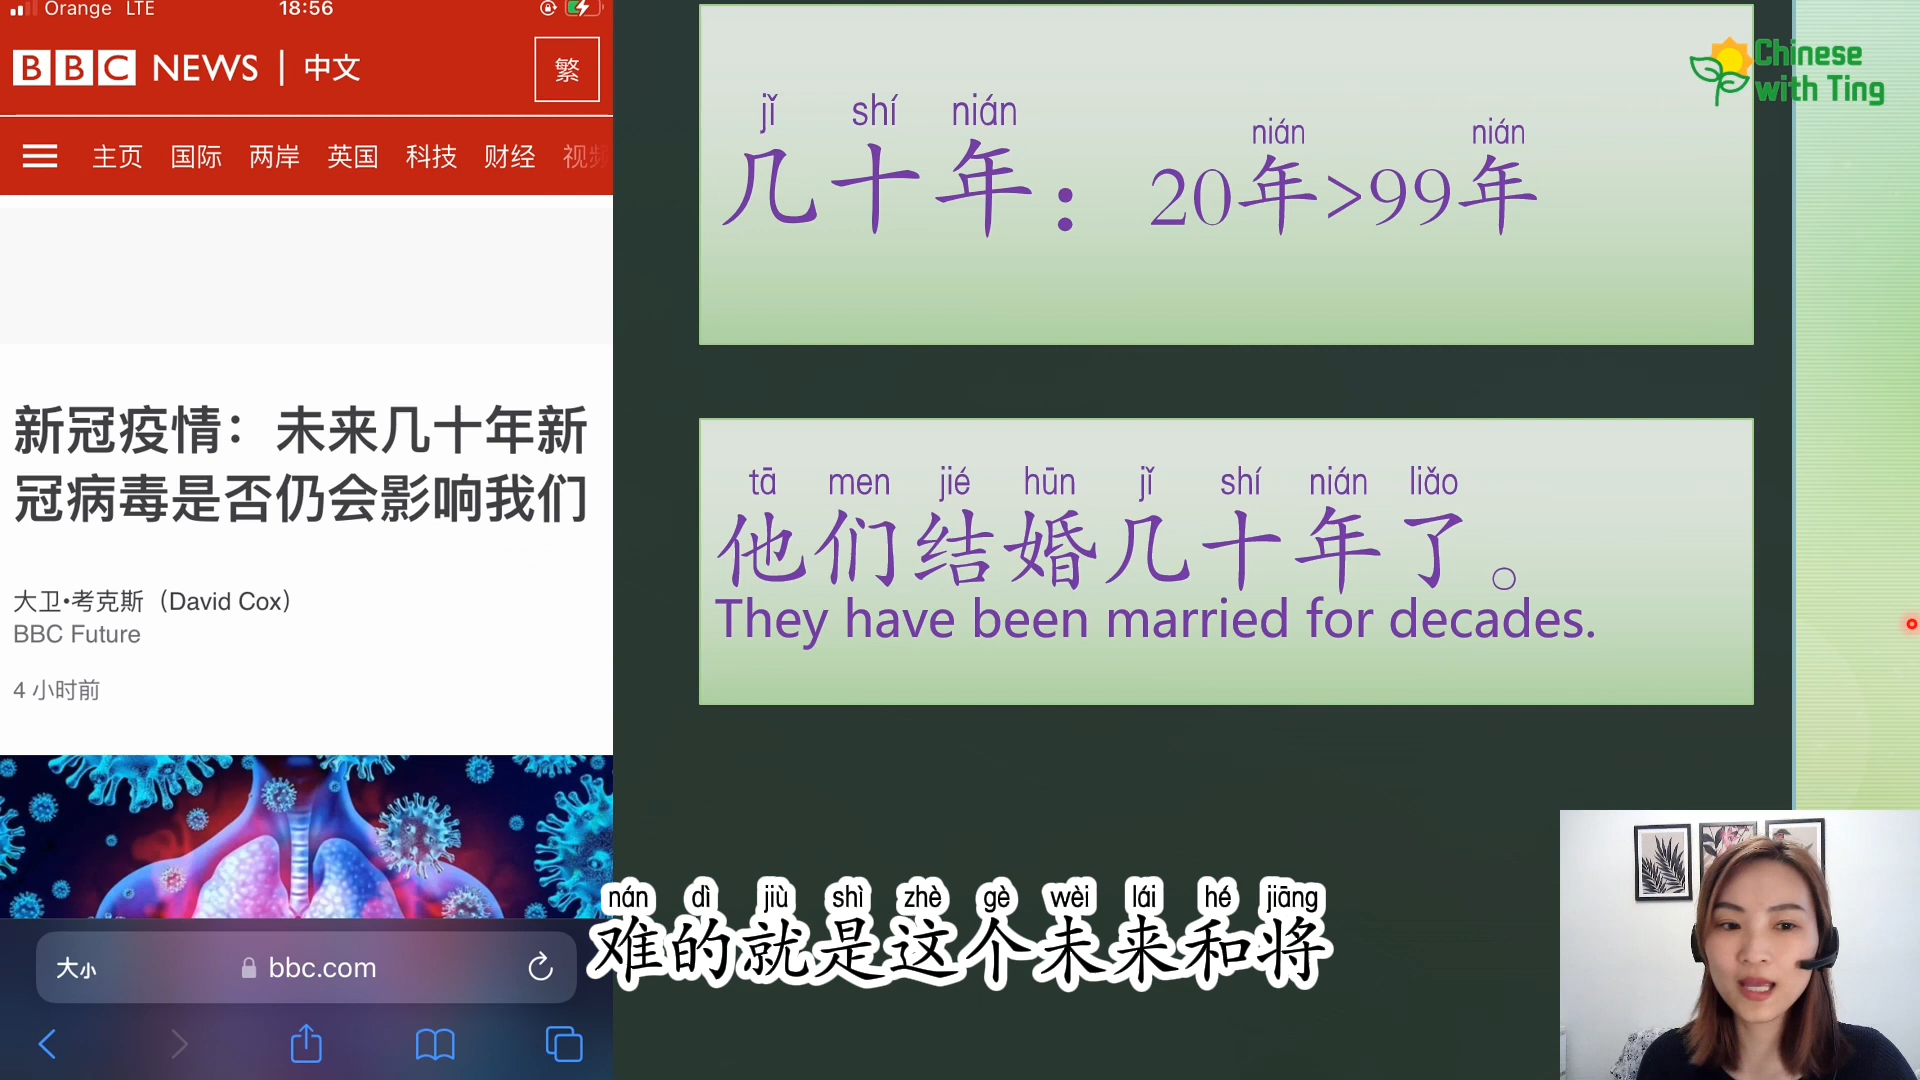 Orange LTE 18:56
BBC NEWS | 中文
繁
主页 国际 两岸 英国 科技 财经 视频
新冠疫情：未来几十年新
冠病毒是否仍会影响我们
大卫•考克斯（David Cox）
BBC Future
4 小时前
大小 bbc.com
jǐ shí nián nián nián
几十年：20年>99年
tā men jié hūn jǐ shí nián liǎo
他们结婚几十年了。
They have been married for decades.
Chinese
with Ting
nán dì jiù shì zhè gè wèi lái hé jiāng
难的就是这个未来和将